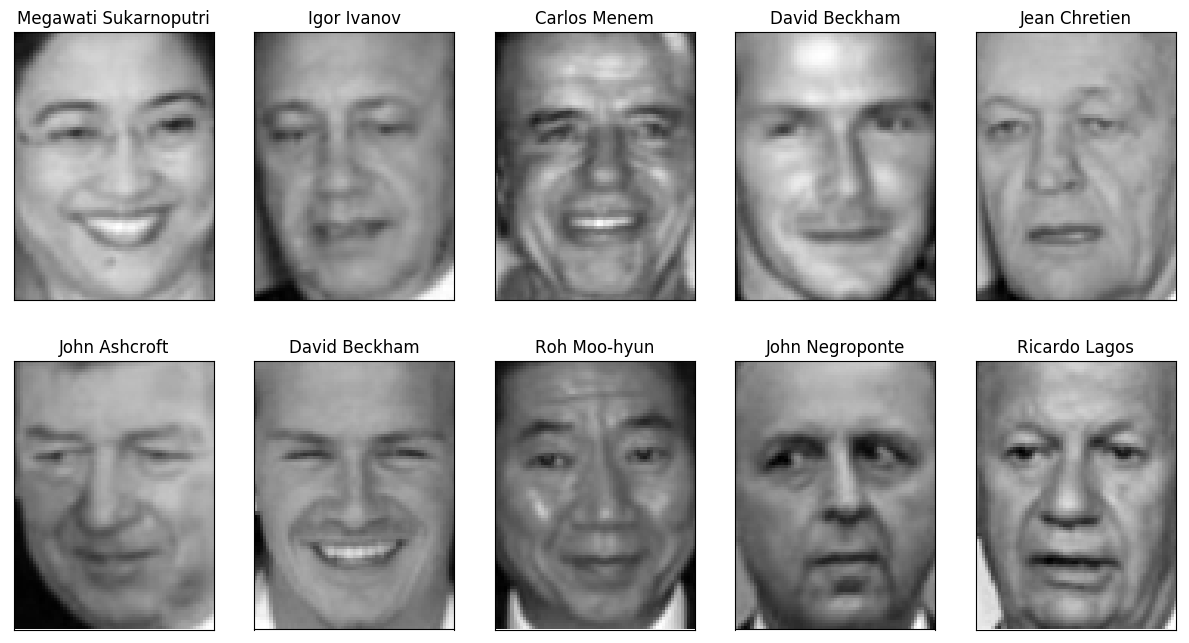 Megawati Sukarnoputri
Igor Ivanov
Carlos Menem
David Beckham
Jean Chretien
John Ashcroft
David Beckham
Roh Moo-hyun
John Negroponte
Ricardo Lagos